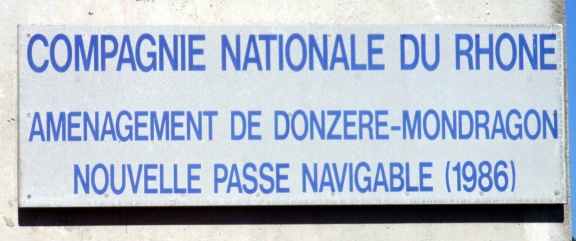 COMPAGNIE NATIONALE DU RHONE
AMENAGEMENT DE DONZERE-MONDRAGON
NOUVELLE PASSE NAVIGABLE (1986)